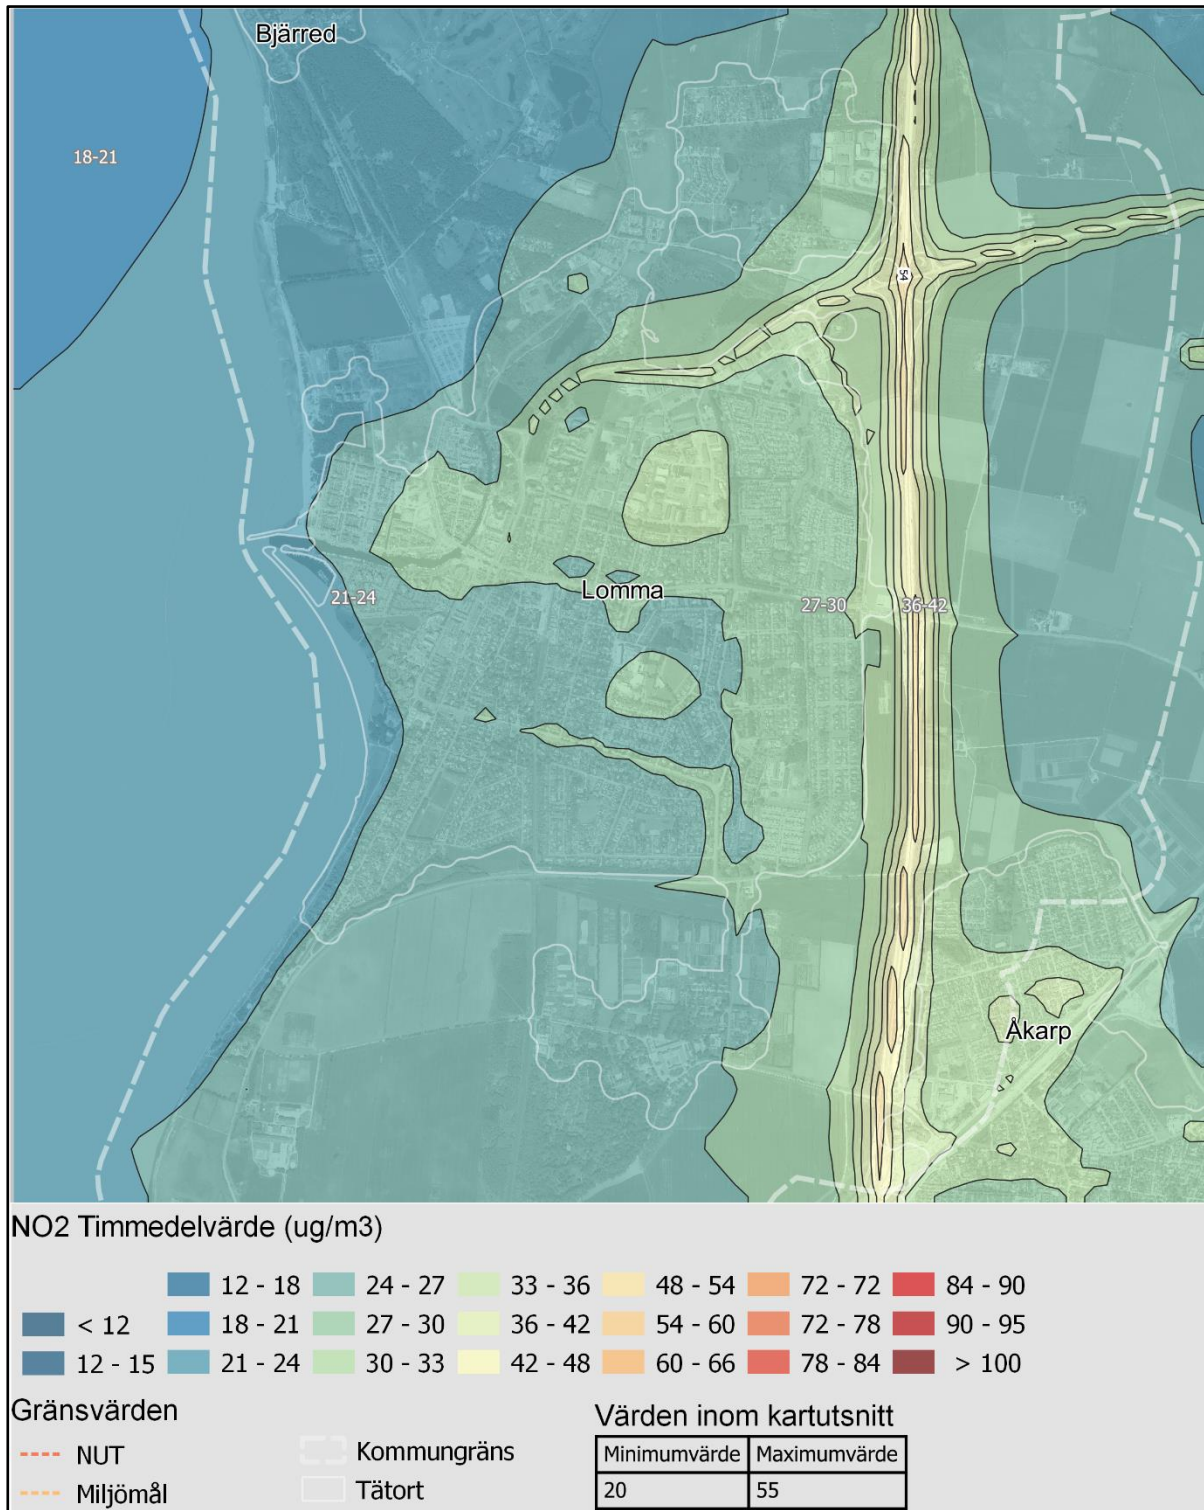 Bjärred
18-21
54
Lomma
21-24
27-30
36-42
Åkarp
NO2 Timmedelvärde (ug/m3)
12 - 18 24 - 27 33 - 36 48 - 54 72 - 72 84 - 90
< 12 18 - 21 27 - 30 36 - 42 54 - 60 72 - 78 90 - 95
12 - 15 21 - 24 30 - 33 42 - 48 60 - 66 78 - 84 > 100
Gränsvärden
NUT
Miljömål
Kommungräns
Tätort
Värden inom kartutsnitt
Minimumvärde Maximumvärde
20 55